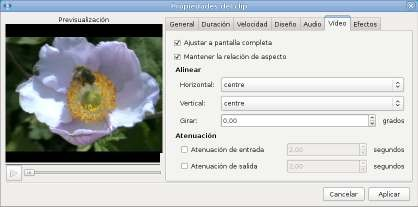 Propiedades del clip
Previsualización
General Duración Velocidad Diseño Audio Vídeo Efectos
Ajustar a pantalla completa
Mantener la relación de aspecto
Alinear
Horizontal: centre
Vertical: centre
Girar: 0,00 grados
Atenuación
Atenuación de entrada 2,00 segundos
Atenuación de salida 2,00 segundos
Cancelar Aplicar